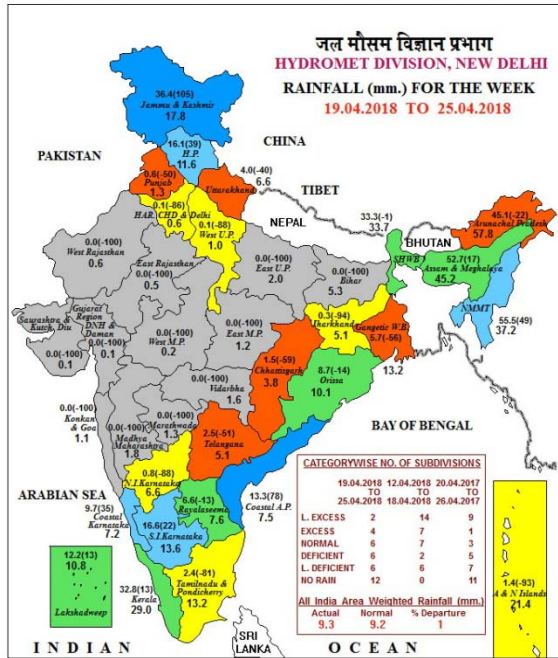 जल मौसम विज्ञान प्रभाग
HYDROMET DIVISION, NEW DELHI
RAINFALL (mm.) FOR THE WEEK
19.04.2018 TO 25.04.2018
36.4(105)
Jammu & Kashmir
17.8
16.1(39)
H.P.
11.6
CHINA
PAKISTAN
0.6(-50)
Punjab
1.3
4.0(-40)
Uttarakhand
6.6
TIBET
0.1(-86)
HAR. CHD & Delhi
0.6
0.1(-88)
West U.P.
1.0
NEPAL
33.3(-1)
33.7
SHWB
BHUTAN
45.1(-22)
Arunachal Pradesh
57.8
52.7(17)
Assam & Meghalaya
45.2
NMMT
55.5(49)
37.2
0.0(-100)
West Rajasthan
0.6
East Rajasthan
0.0(-100)
0.5
0.0(-100)
East U.P.
2.0
0.0(-100)
Bihar
5.3
0.0(-100)
Saurashtra &
Kutch, Diu
0.1
Gujarat
Region
DNH &
Daman
0.0(-100)
0.1
0.0(-100)
West M.P.
0.2
0.0(-100)
East M.P.
1.2
0.3(-94)
Jharkhand
5.1
Gangetic W.B.
5.7(-56)
13.2
1.5(-59)
Chhattisgarh
3.8
8.7(-14)
Orissa
10.1
0.0(-100)
Vidarbha
1.6
0.0(-100)
Konkan
& Goa
1.1
0.0(-100)
Madhya
Maharashtra
1.8
0.0(-100)
Marathwada
1.3
2.5(-51)
Telangana
5.1
BAY OF BENGAL
ARABIAN SEA
0.8(-88)
N.I.Karnataka
6.6
9.7(35)
Coastal
Karnataka
7.2
6.6(-13)
Rayalaseema
7.6
13.3(78)
Coastal A.P.
7.5
16.6(22)
S.I.Karnataka
13.6
2.4(-81)
Tamilnadu &
Pondicherry
13.2
32.8(13)
Kerala
29.0
12.2(13)
10.8
Lakshadweep
1.4(-93)
A & N Islands
21.4
CATEGORYWISE NO. OF SUBDIVISIONS
19.04.2018 12.04.2018 20.04.2017
TO TO TO
25.04.2018 18.04.2018 26.04.2017
L. EXCESS 2 14 9
EXCESS 4 7 1
NORMAL 6 7 3
DEFICIENT 6 2 5
L. DEFICIENT 6 6 7
NO RAIN 12 0 11
All India Area Weighted Rainfall (mm.)
Actual Normal % Departure
9.3 9.2 1
SRI
LANKA
INDIAN OCEAN